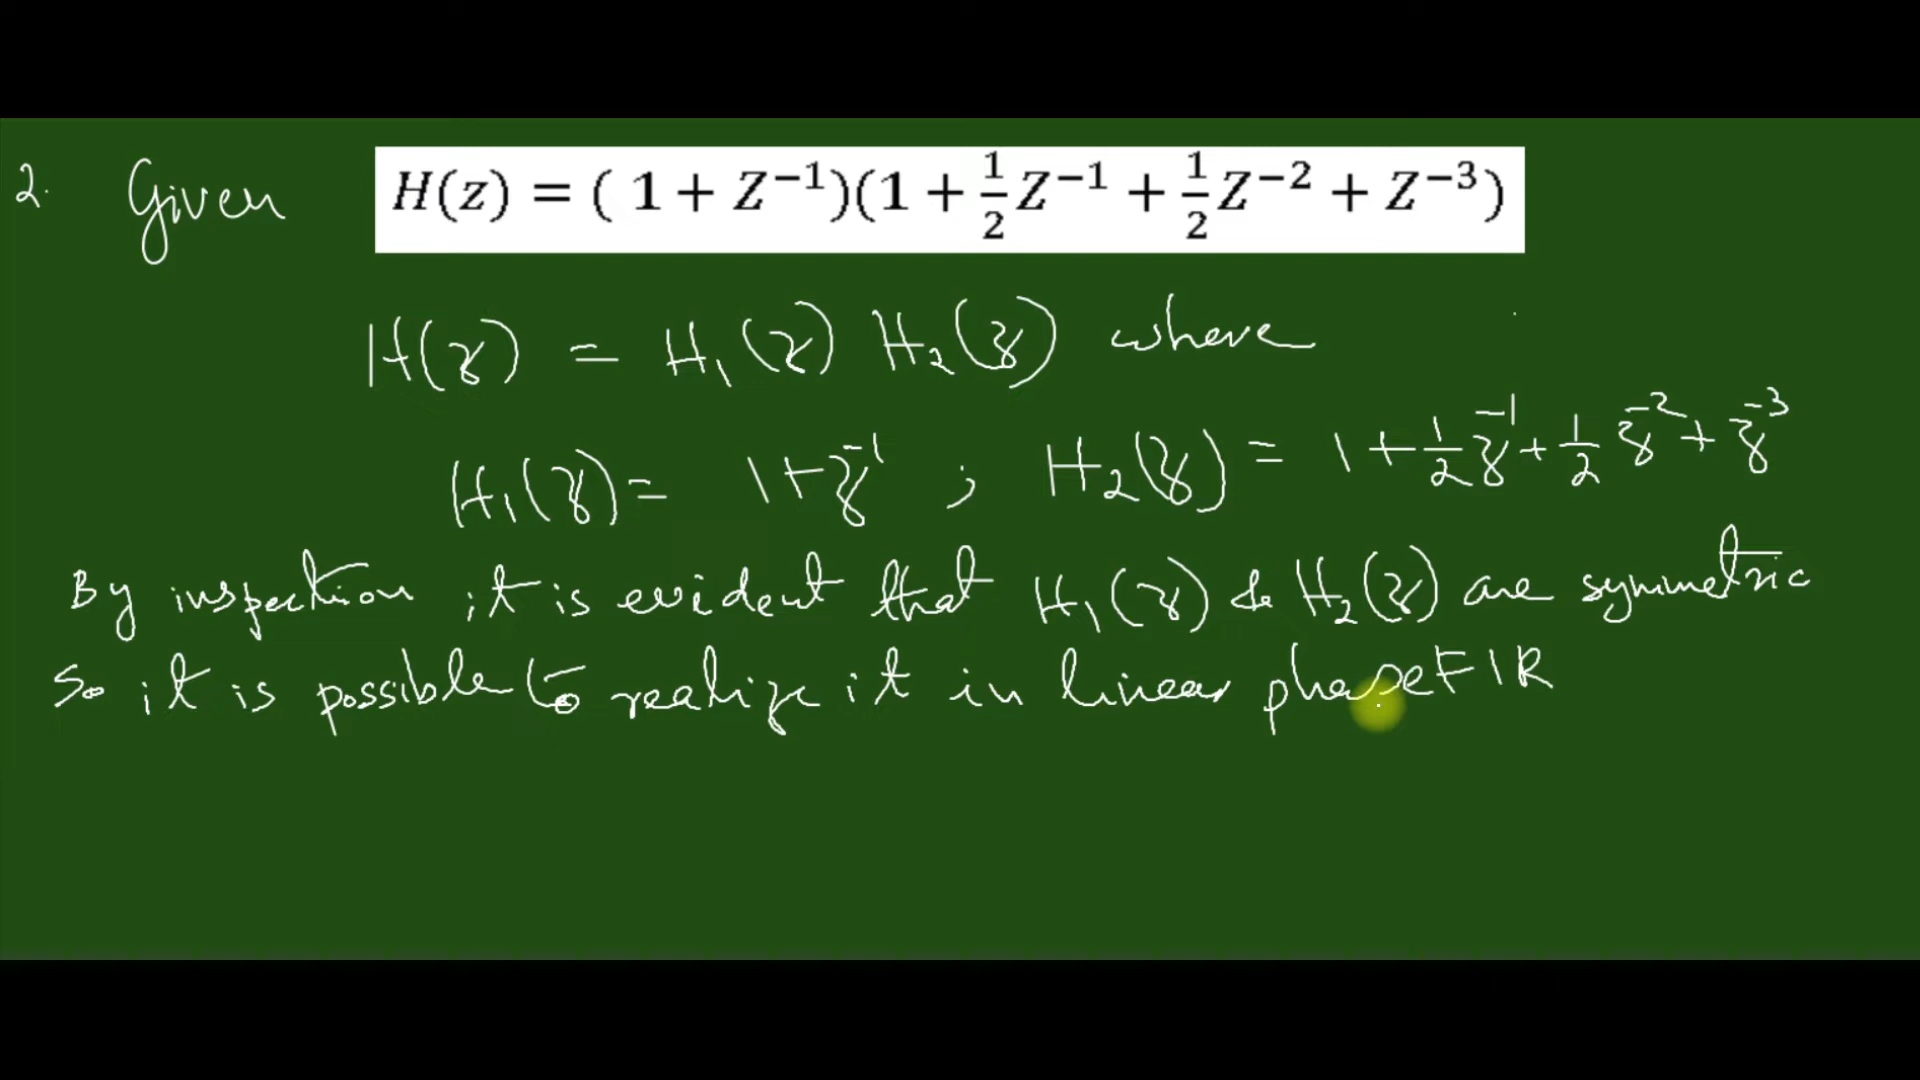 2. Given H(z) = ( 1 + Z⁻¹)(1 + ½Z⁻¹ + ½Z⁻² + Z⁻³)
H(z) = H₁(z) H₂(z) where
H₁(z) = 1+z⁻¹ ; H₂(z) = 1+½z⁻¹+½z⁻²+z⁻³
By inspection it is evident that H₁(z) & H₂(z) are symmetric
So it is possible to realize it in linear phase FIR